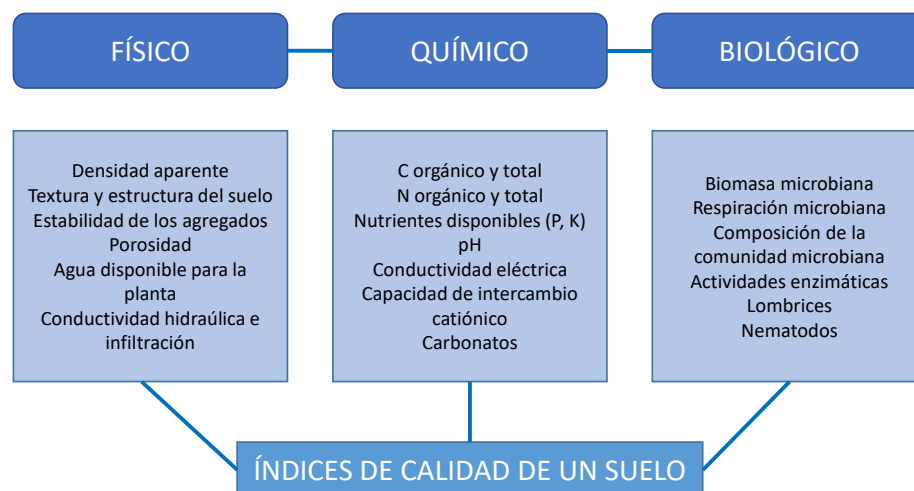 FÍSICO
QUÍMICO
BIOLÓGICO
Densidad aparente
Textura y estructura del suelo
Estabilidad de los agregados
Porosidad
Agua disponible para la
planta
Conductividad hidraúlica e
infiltración
C orgánico y total
N orgánico y total
Nutrientes disponibles (P, K)
pH
Conductividad eléctrica
Capacidad de intercambio
catiónico
Carbonatos
Biomasa microbiana
Respiración microbiana
Composición de la
comunidad microbiana
Actividades enzimáticas
Lombrices
Nematodos
ÍNDICES DE CALIDAD DE UN SUELO